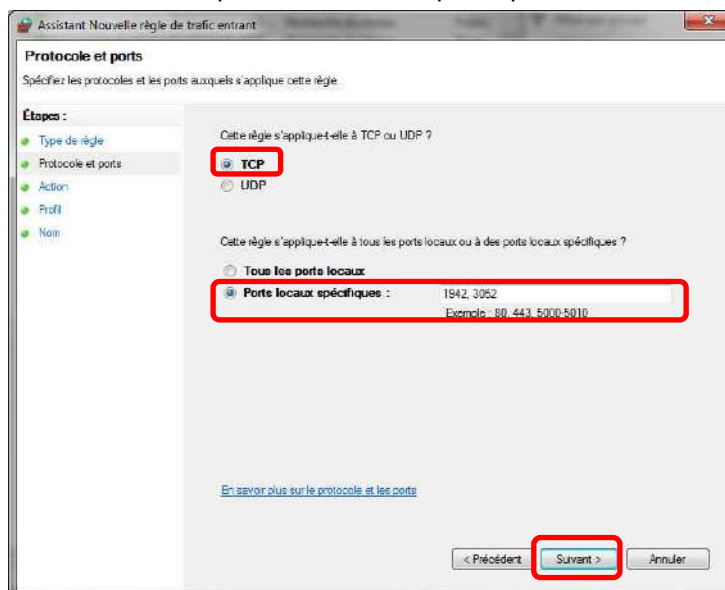 Assistant Nouvelle règle de trafic entrant
Protocole et ports
Spécifiez les protocoles et les ports auxquels s'applique cette règle.
Étapes :
Type de règle
Protocole et ports
Action
Profil
Nom
Cette règle s'applique-t-elle à TCP ou UDP ?
TCP
UDP
Cette règle s'applique-t-elle à tous les ports locaux ou à des ports locaux spécifiques ?
Tous les ports locaux
Ports locaux spécifiques :
1942, 3062
Exemple : 80, 443, 5000-5010
En savoir plus sur le protocole et les ports
< Précédent
Suivant >
Annuler